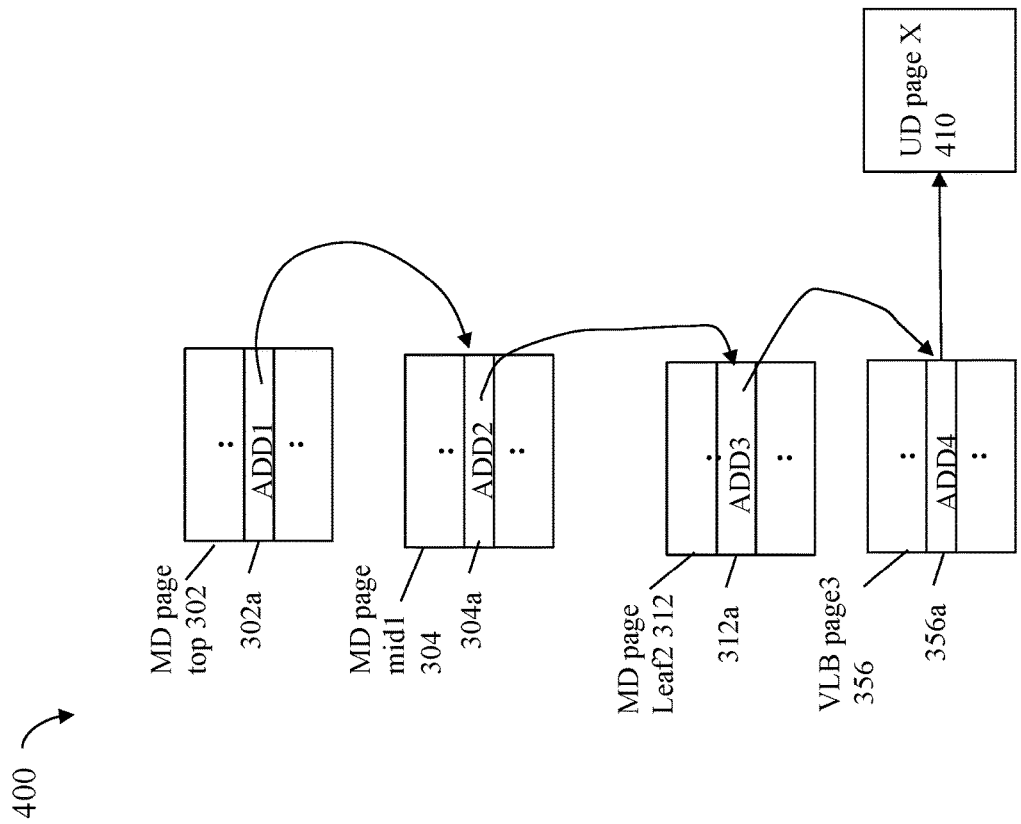 400
MD page
top 302
302a
:
ADD1
:
MD page
mid1
304
304a
:
ADD2
:
MD page
Leaf2 312
312a
:
ADD3
:
VLB page3
356
356a
:
ADD4
:
UD page X
410